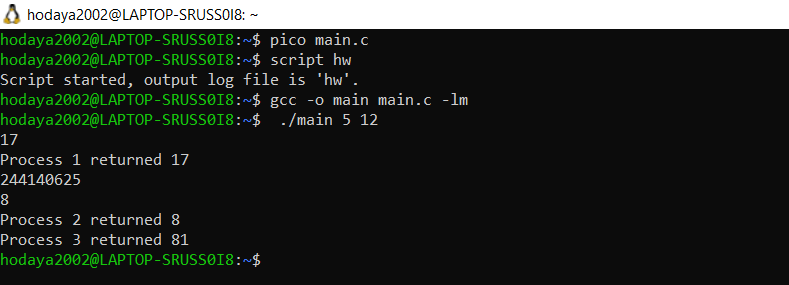 hodaya2002@LAPTOP-SRUSS0I8: ~
hodaya2002@LAPTOP-SRUSS0I8:~$ pico main.c
hodaya2002@LAPTOP-SRUSS0I8:~$ script hw
Script started, output log file is 'hw'.
hodaya2002@LAPTOP-SRUSS0I8:~$ gcc -o main main.c -lm
hodaya2002@LAPTOP-SRUSS0I8:~$  ./main 5 12
17
Process 1 returned 17
244140625
8
Process 2 returned 8
Process 3 returned 81
hodaya2002@LAPTOP-SRUSS0I8:~$